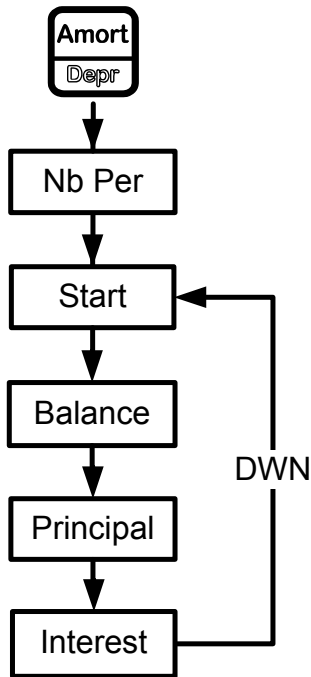 Amort
Depr
Nb Per
Start
Balance
DWN
Principal
Interest